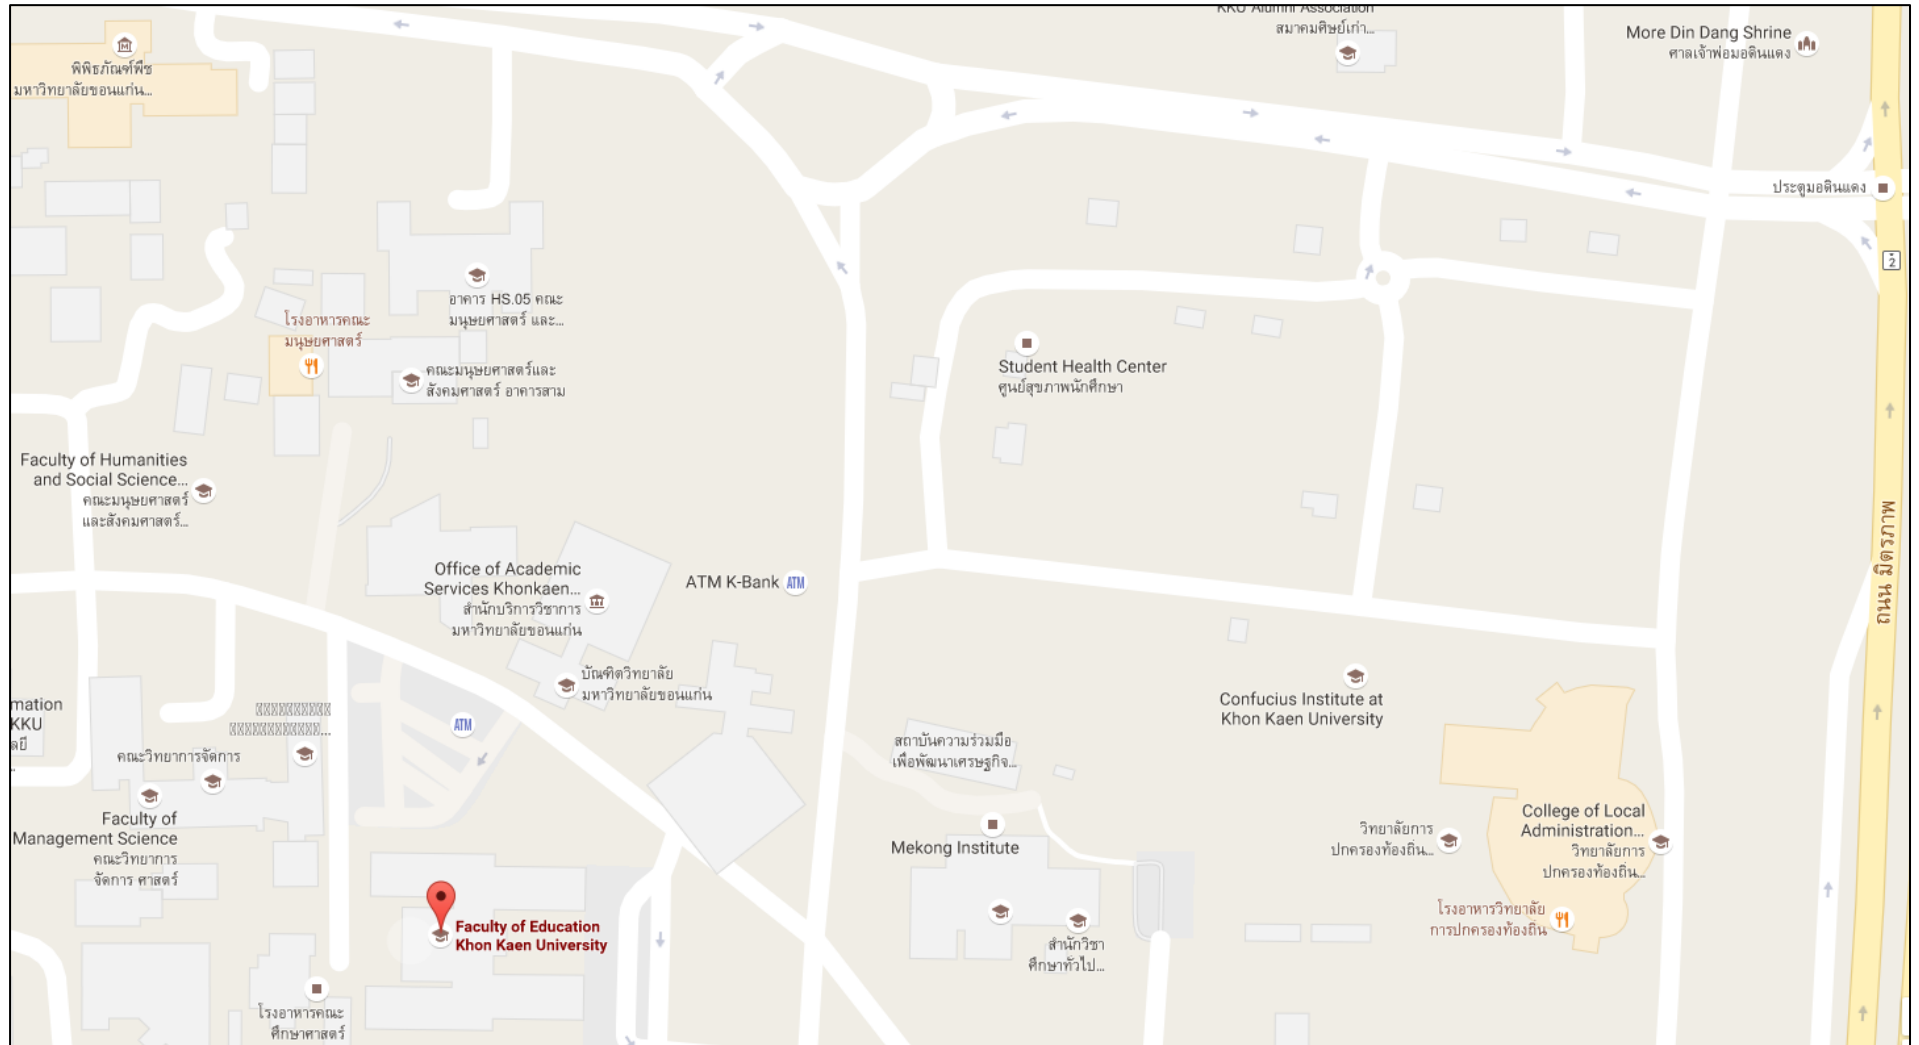 KKU Alumni Association
สมาคมศิษย์เก่า...
More Din Dang Shrine
ศาลเจ้าพ่อมอดินแดง
พิพิธภัณฑ์พืช
มหาวิทยาลัยขอนแก่น...
ประตูมอดินแดง
2
อาคาร HS.05 คณะ
มนุษยศาสตร์ และ...
โรงอาหารคณะ
มนุษยศาสตร์
คณะมนุษยศาสตร์และ
สังคมศาสตร์ อาคารสาม
Student Health Center
ศูนย์สุขภาพนักศึกษา
Faculty of Humanities
and Social Science...
คณะมนุษยศาสตร์
และสังคมศาสตร์...
ถนน มิตรภาพ
Office of Academic
Services Khonkaen...
สำนักบริการวิชาการ
มหาวิทยาลัยขอนแก่น
ATM K-Bank
ATM
บัณฑิตวิทยาลัย
มหาวิทยาลัยขอนแก่น
Confucius Institute at
Khon Kaen University
mation
KKU
ลยี
..
ATM
คณะวิทยาการจัดการ
สถาบันความร่วมมือ
เพื่อพัฒนาเศรษฐกิจ...
Faculty of
Management Science
คณะวิทยาการ
จัดการ ศาสตร์
Mekong Institute
วิทยาลัยการ
ปกครองท้องถิ่น...
College of Local
Administration...
วิทยาลัยการ
ปกครองท้องถิ่น...
Faculty of Education
Khon Kaen University
สำนักวิชา
ศึกษาทั่วไป...
โรงอาหารวิทยาลัย
การปกครองท้องถิ่น
โรงอาหารคณะ
ศึกษาศาสตร์